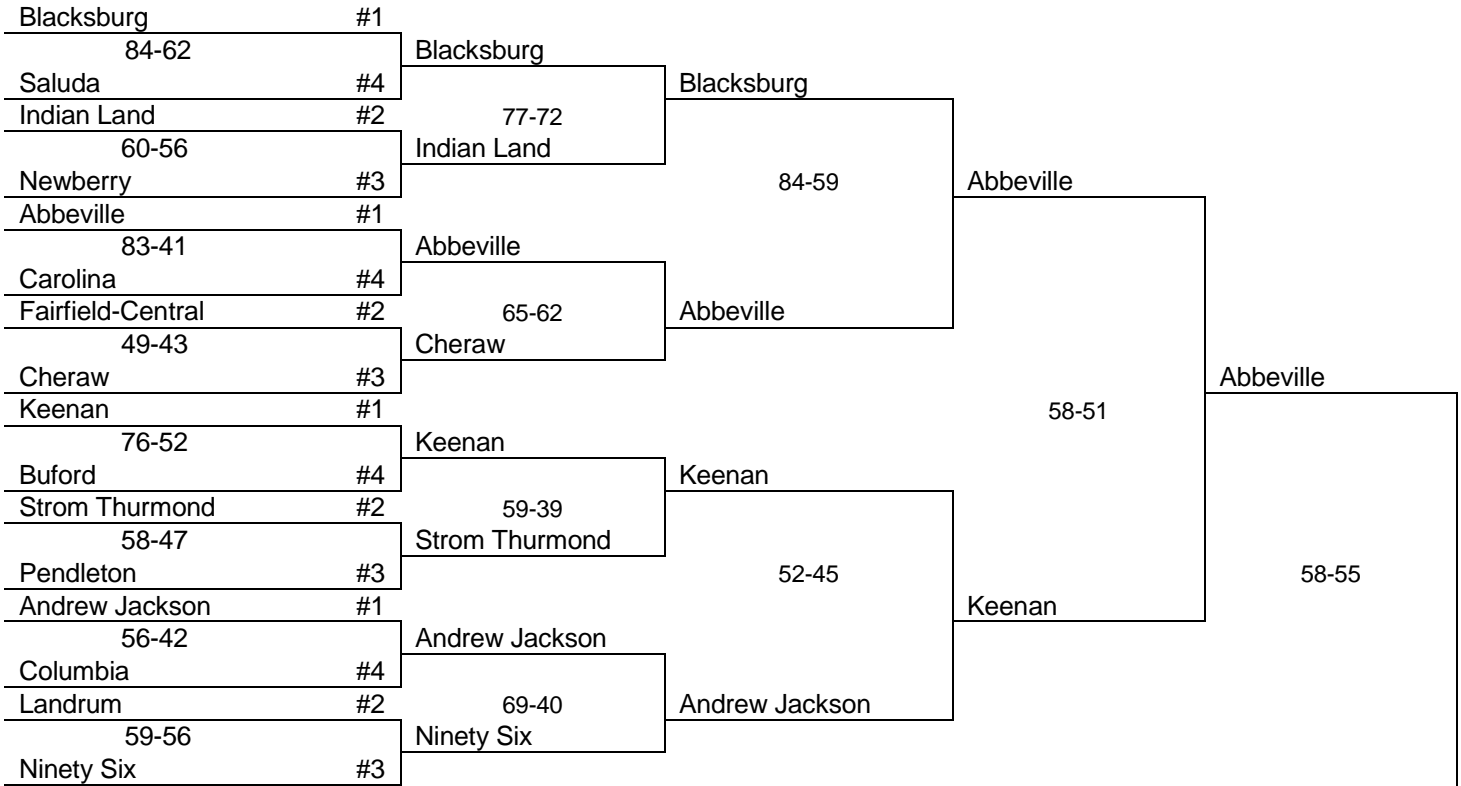 Blacksburg #1
84-62 Blacksburg
Saluda #4 Blacksburg
Indian Land #2 77-72
60-56 Indian Land
Newberry #3 84-59 Abbeville
Abbeville #1
83-41 Abbeville
Carolina #4
Fairfield-Central #2 65-62 Abbeville
49-43 Cheraw
Cheraw #3 Abbeville
Keenan #1 58-51
76-52 Keenan
Buford #4 Keenan
Strom Thurmond #2 59-39
58-47 Strom Thurmond
Pendleton #3 52-45 58-55
Andrew Jackson #1 Keenan
56-42 Andrew Jackson
Columbia #4
Landrum #2 69-40 Andrew Jackson
59-56 Ninety Six
Ninety Six #3